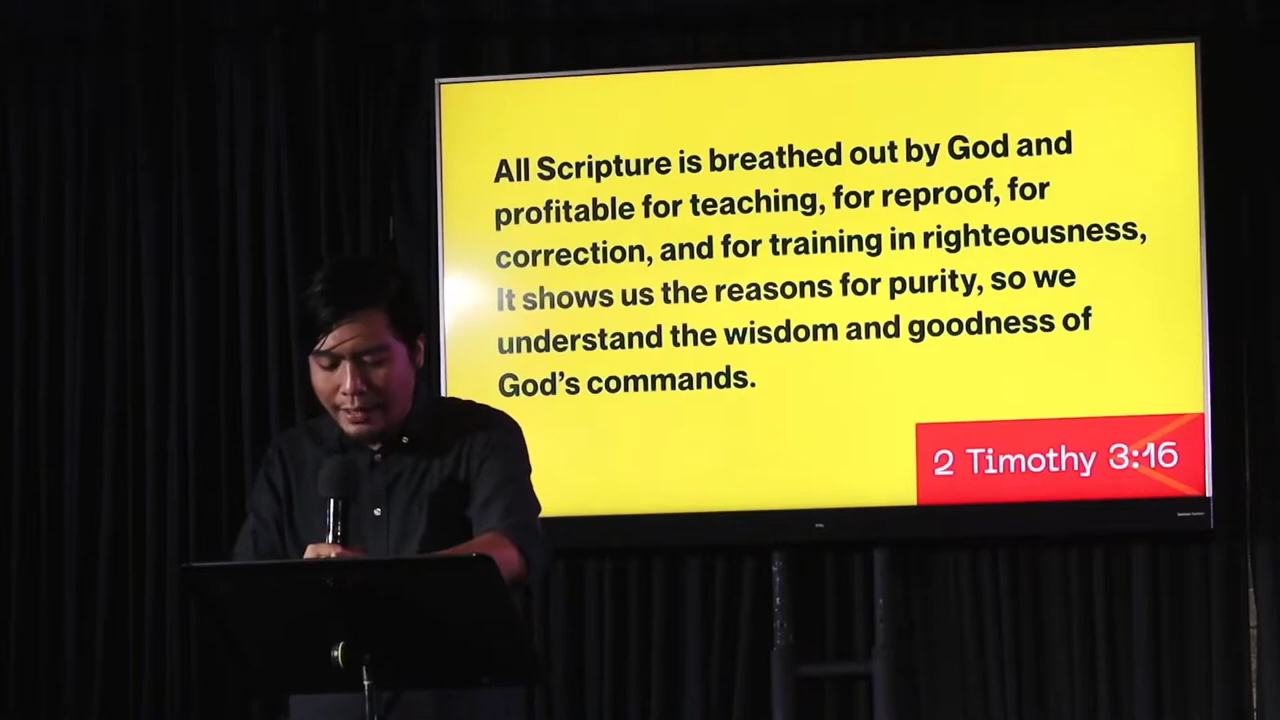 All Scripture is breathed out by God and
profitable for teaching, for reproof, for
correction, and for training in righteousness,
It shows us the reasons for purity, so we
understand the wisdom and goodness of
God's commands.
2 Timothy 3:16